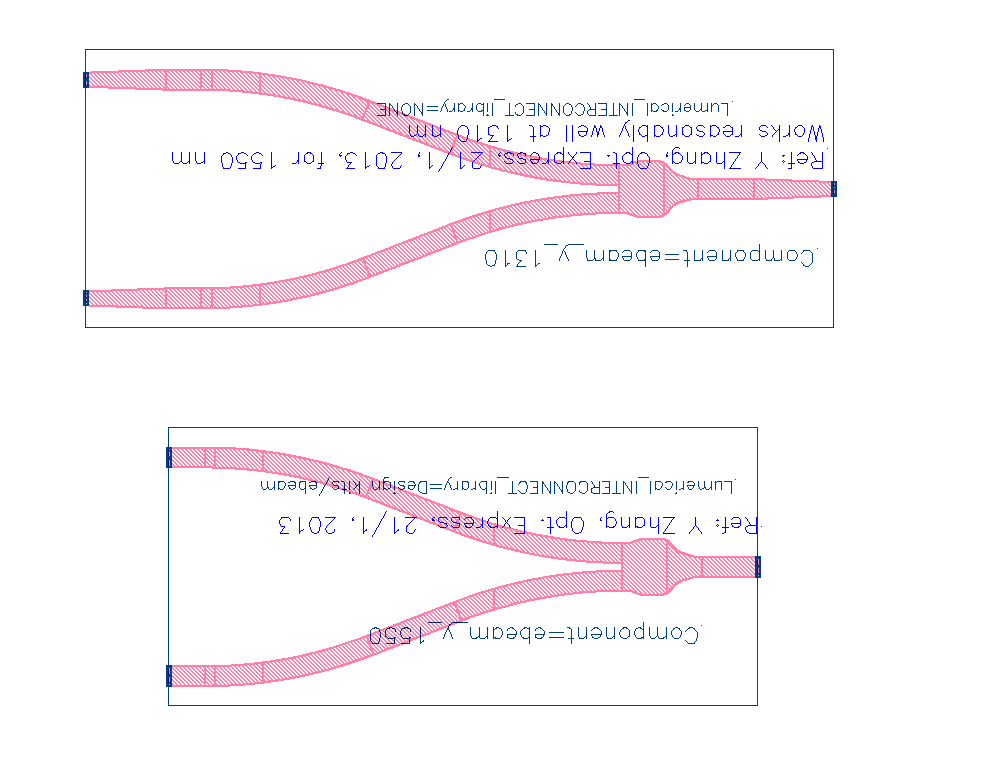 Component=ebeam_y_1550
Ref: Y Zhang, Opt. Express, 21/1, 2013
Lumerical_INTERCONNECT_library=Design kits/ebeam
Component=ebeam_y_1310
Ref: Y Zhang, Opt. Express, 21/1, 2013, for 1550 nm
Works reasonably well at 1310 nm
Lumerical_INTERCONNECT_library=NONE